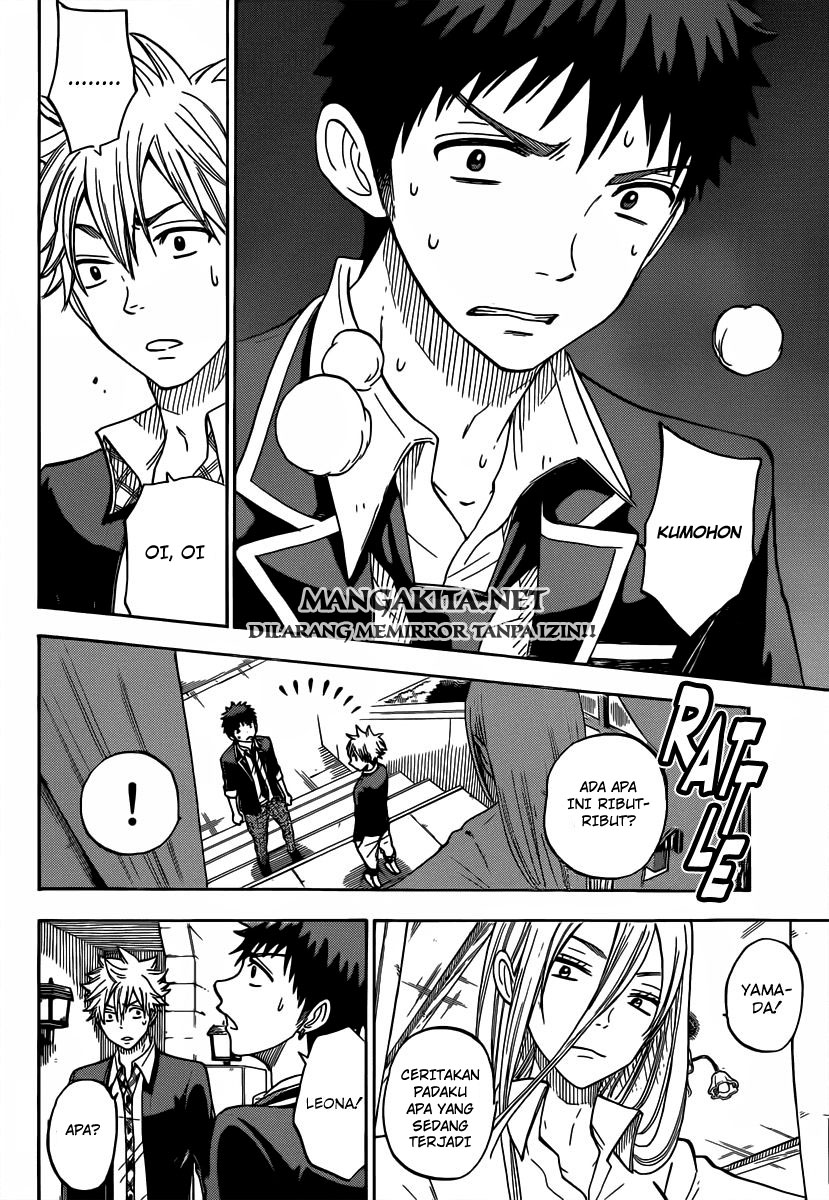 KUMOHON
.........
OI, OI
MANGAKITA.NET
DILARANG MEMIRROR TANPA IZIN!!
RATTLE
ADA APA
INI RIBUT-
RIBUT?
!
YAMA-
DA!
CERITAKAN
PADAKU
APA YANG
SEDANG
TERJADI
LEONA!
APA?